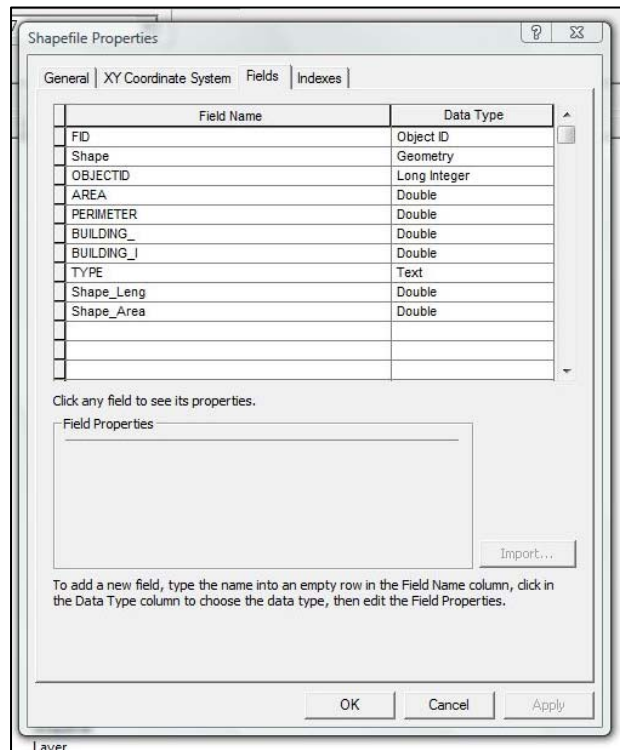 7
Shapefile Properties
General XY Coordinate System Fields Indexes
Field Name Data Type
FID Object ID
Shape Geometry
OBJECTID Long Integer
AREA Double
PERIMETER Double
BUILDING_ Double
BUILDING_I Double
TYPE Text
Shape_Leng Double
Shape_Area Double
Click any field to see its properties.
Field Properties
Import...
To add a new field, type the name into an empty row in the Field Name column, click in
the Data Type column to choose the data type, then edit the Field Properties.
OK Cancel Apply
Layer